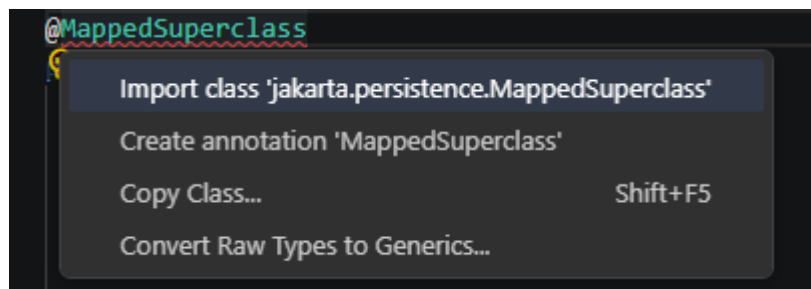 @MappedSuperclass
Import class 'jakarta.persistence.MappedSuperclass'
Create annotation 'MappedSuperclass'
Copy Class... Shift+F5
Convert Raw Types to Generics...